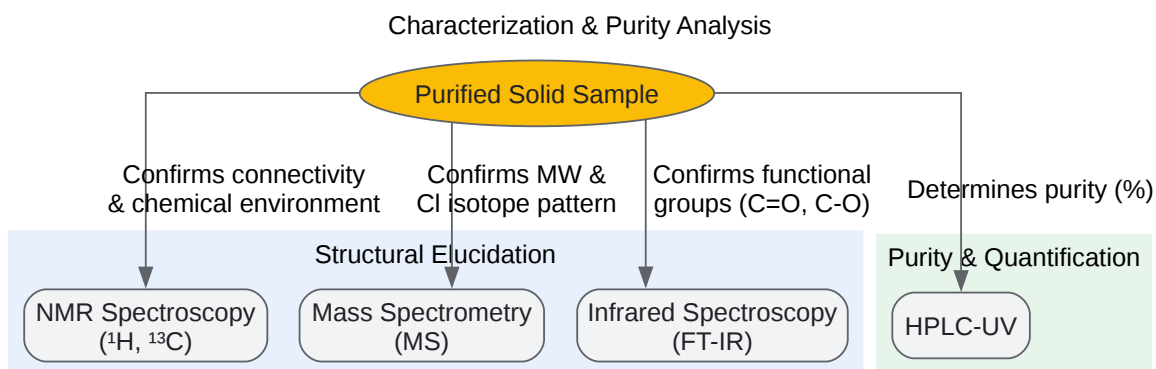 Characterization & Purity Analysis
Purified Solid Sample
Confirms connectivity
& chemical environment
Confirms MW &
Cl isotope pattern
Confirms functional
groups (C=O, C-O)
Determines purity (%)
Structural Elucidation
Purity & Quantification
NMR Spectroscopy
(¹H, ¹³C)
Mass Spectrometry
(MS)
Infrared Spectroscopy
(FT-IR)
HPLC-UV